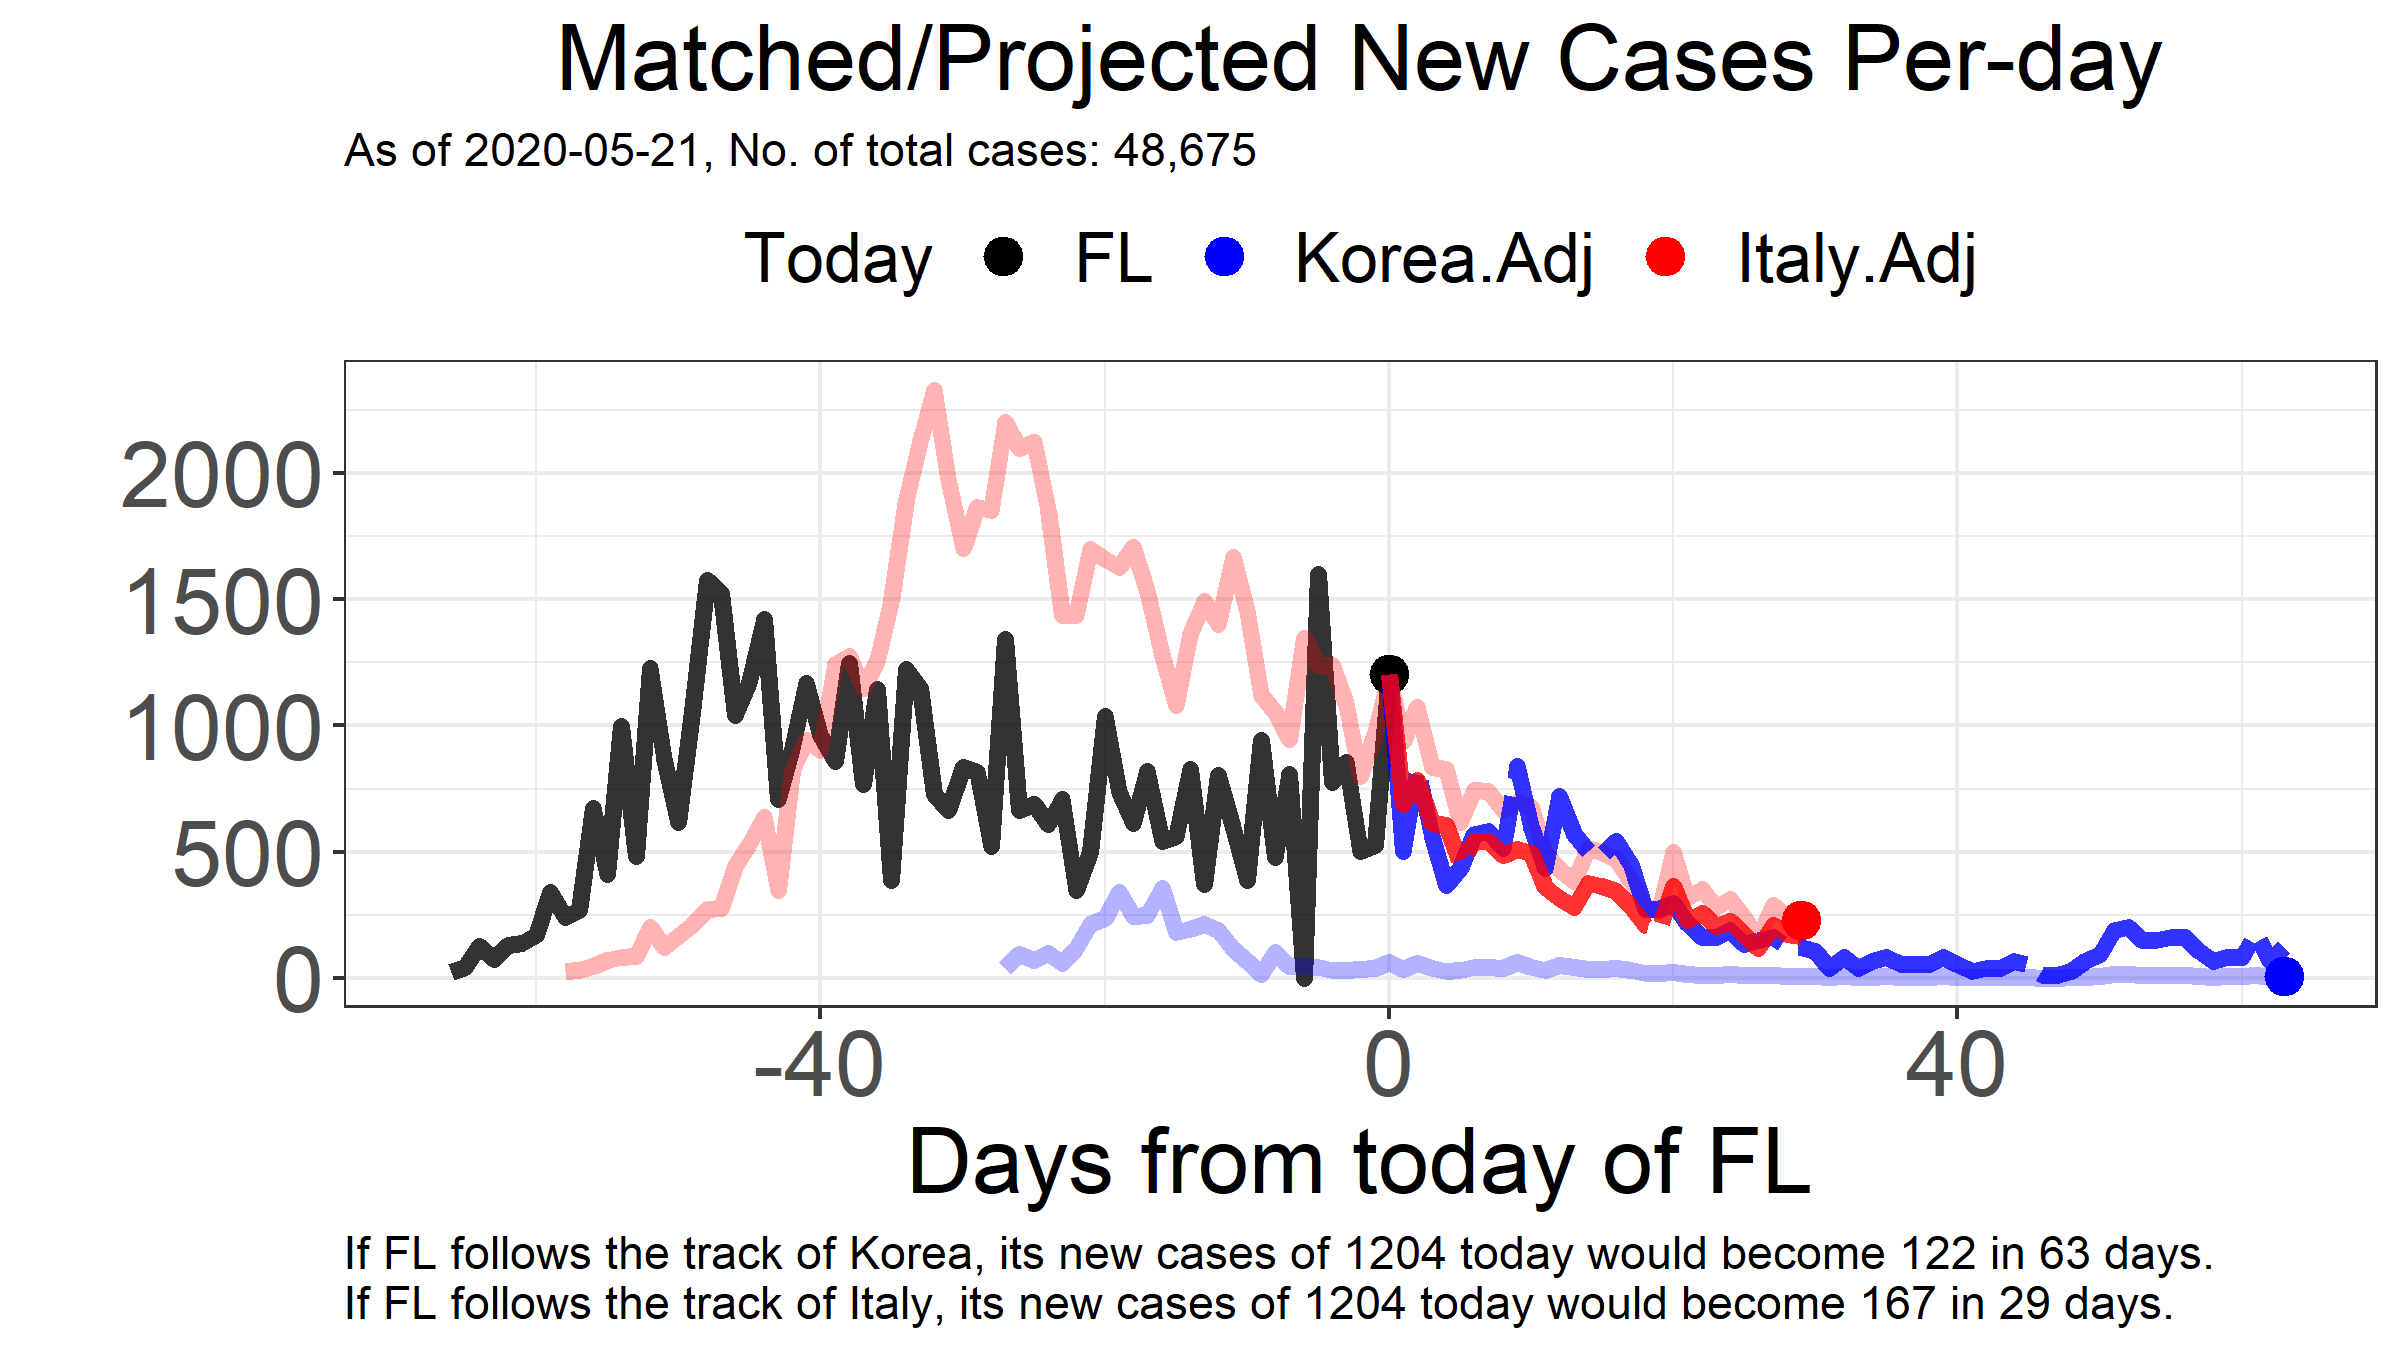 Matched/Projected New Cases Per-day
As of 2020-05-21, No. of total cases: 48,675
Today FL Korea.Adj Italy.Adj
2000
1500
1000
500
0
-40 0 40
Days from today of FL
If FL follows the track of Korea, its new cases of 1204 today would become 122 in 63 days.
If FL follows the track of Italy, its new cases of 1204 today would become 167 in 29 days.